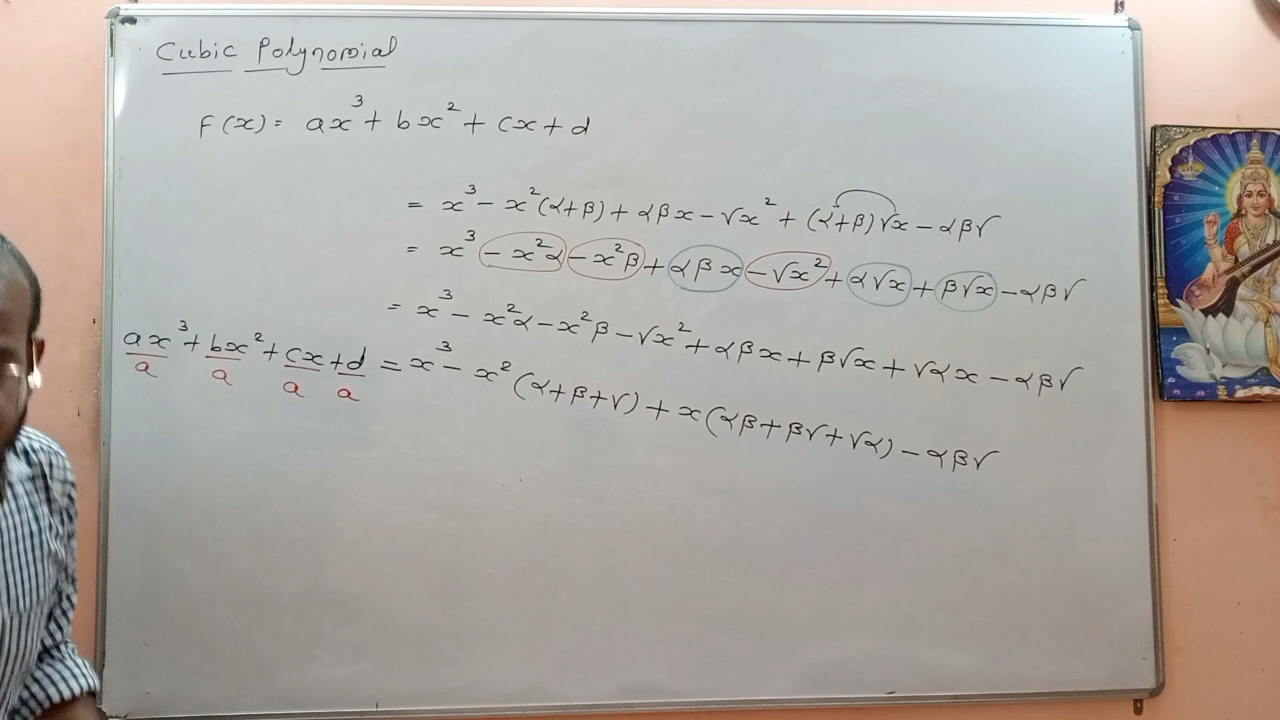 Cubic Polynomial
F(x) = ax³ + bx² + cx + d
= x³ - x²(α+β) + αβx - γx² + (α+β)γx - αβγ
= x³ - x²α - x²β + αβx - γx² + αγx + βγx - αβγ
= x³ - x²α - x²β - γx² + αβx + βγx + γαx - αβγ
ax³/a + bx²/a + cx/a + d/a = x³ - x²(α+β+γ) + x(αβ+βγ+γα) - αβγ